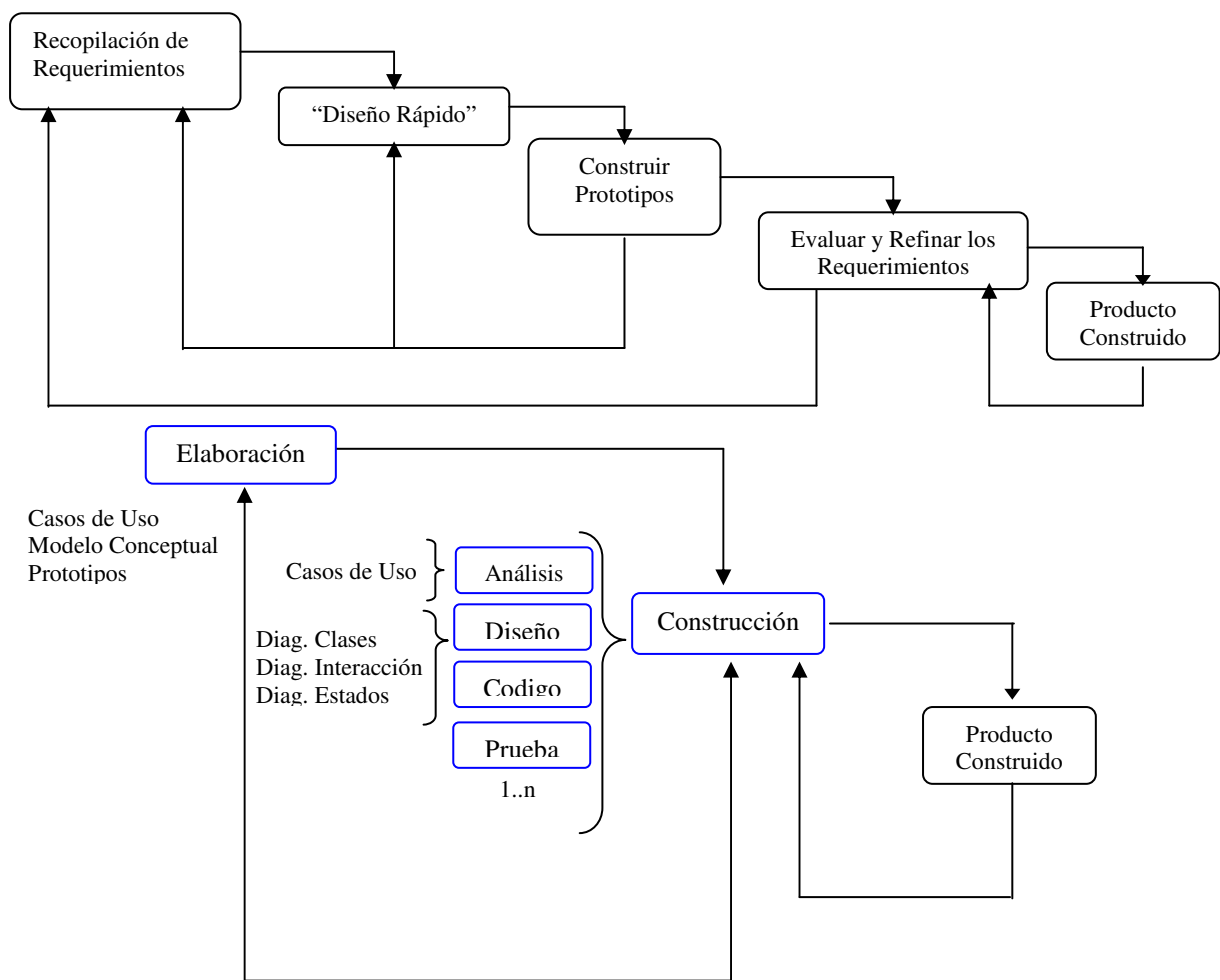 Recopilación de
Requerimientos
“Diseño Rápido”
Construir
Prototipos
Evaluar y Refinar los
Requerimientos
Producto
Construido
Elaboración
Casos de Uso
Modelo Conceptual
Prototipos
Casos de Uso
Análisis
Diseño
Diag. Clases
Diag. Interacción
Diag. Estados
Codigo
Prueba
1..n
Construcción
Producto
Construido